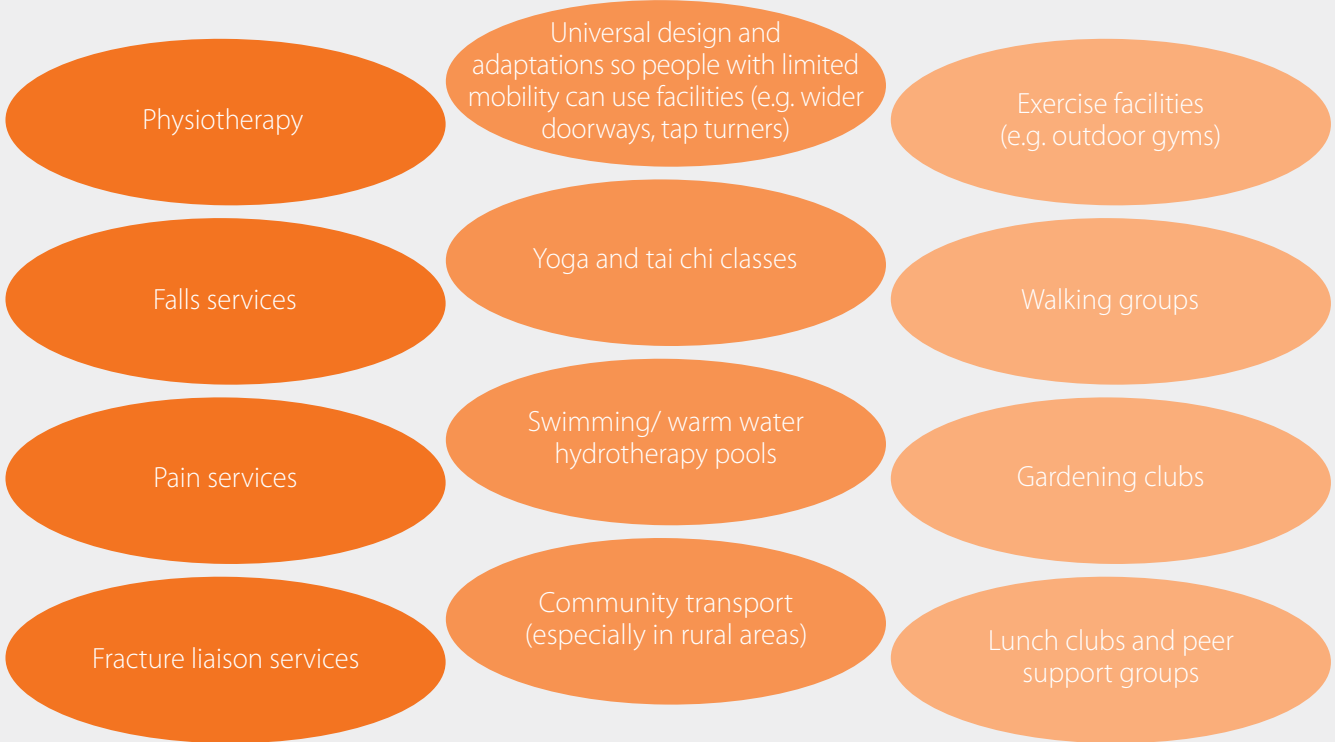 Physiotherapy
Falls services
Pain services
Fracture liaison services
Universal design and
adaptations so people with limited
mobility can use facilities (e.g. wider
doorways, tap turners)
Yoga and tai chi classes
Swimming/ warm water
hydrotherapy pools
Community transport
(especially in rural areas)
Exercise facilities
(e.g. outdoor gyms)
Walking groups
Gardening clubs
Lunch clubs and peer
support groups